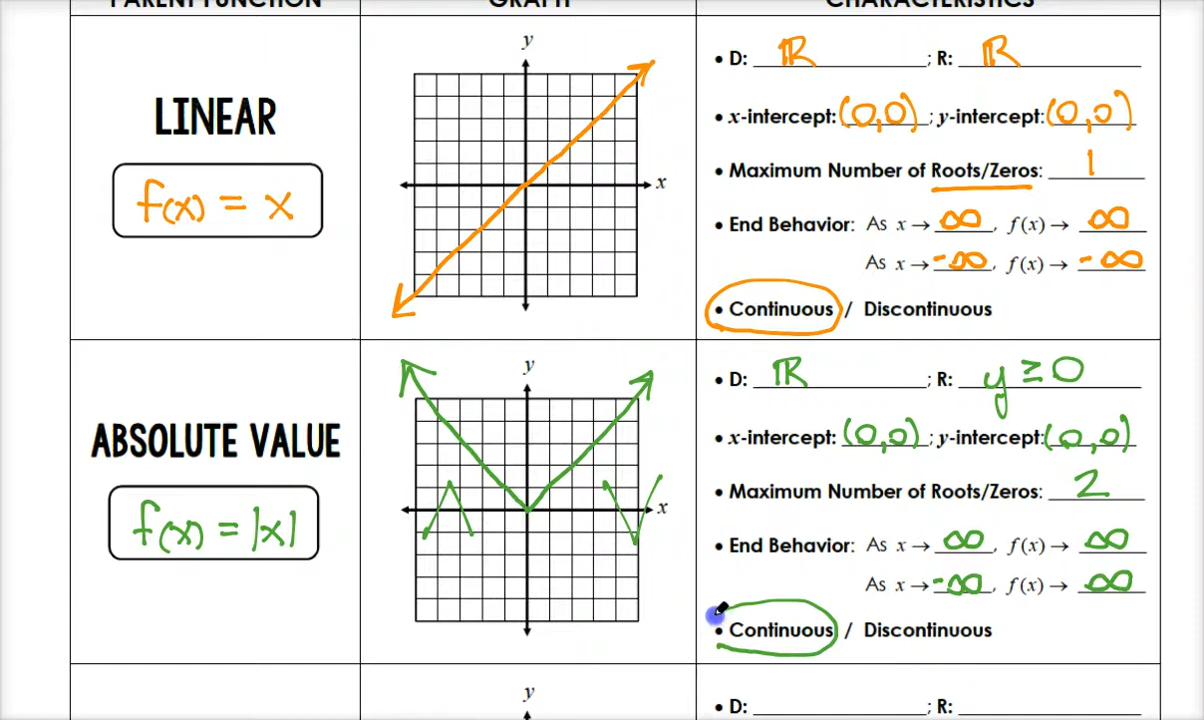 PARENT FUNCTION GRAPH CHARACTERISTICS
LINEAR
f(x) = x
y
x
• D: ℝ ; R: ℝ
• x-intercept: (0,0) ; y-intercept: (0,0)
• Maximum Number of Roots/Zeros: 1
• End Behavior: As x → ∞, f(x) → ∞
As x → -∞, f(x) → -∞
• Continuous / Discontinuous
ABSOLUTE VALUE
f(x) = |x|
y
x
• D: ℝ ; R: y ≥ 0
• x-intercept: (0,0) ; y-intercept: (0,0)
• Maximum Number of Roots/Zeros: 2
• End Behavior: As x → ∞, f(x) → ∞
As x → -∞, f(x) → ∞
• Continuous / Discontinuous
y
• D: ; R: